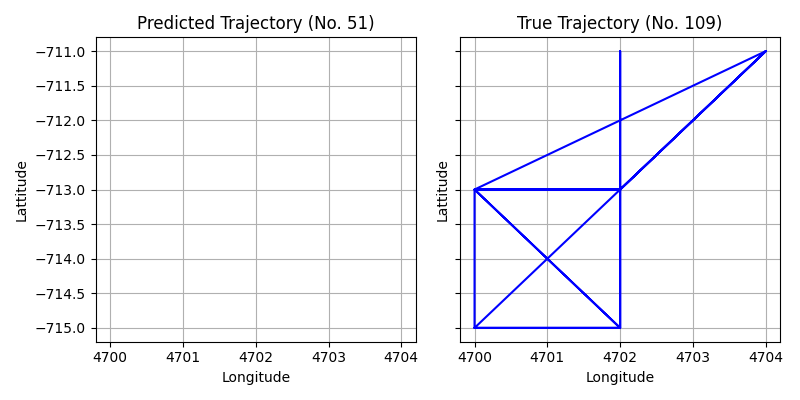 Predicted Trajectory (No. 51)
−711.0
−711.5
−712.0
−712.5
−713.0
−713.5
−714.0
−714.5
−715.0
Lattitude
4700 4701 4702 4703 4704
Longitude
True Trajectory (No. 109)
Lattitude
4700 4701 4702 4703 4704
Longitude